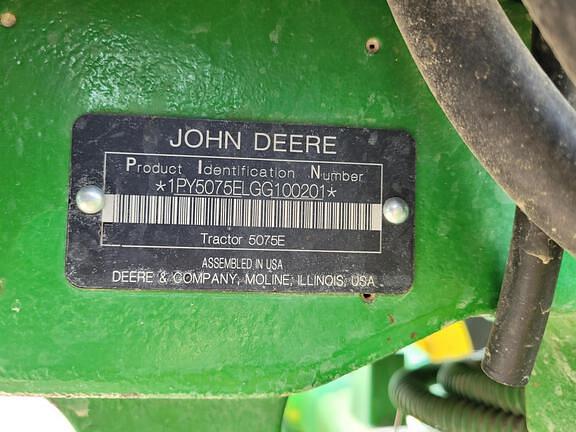 JOHN DEERE
Product Identification Number
*1PY5075ELGG100201*
Tractor 5075E
ASSEMBLED IN USA
DEERE & COMPANY, MOLINE, ILLINOIS, USA